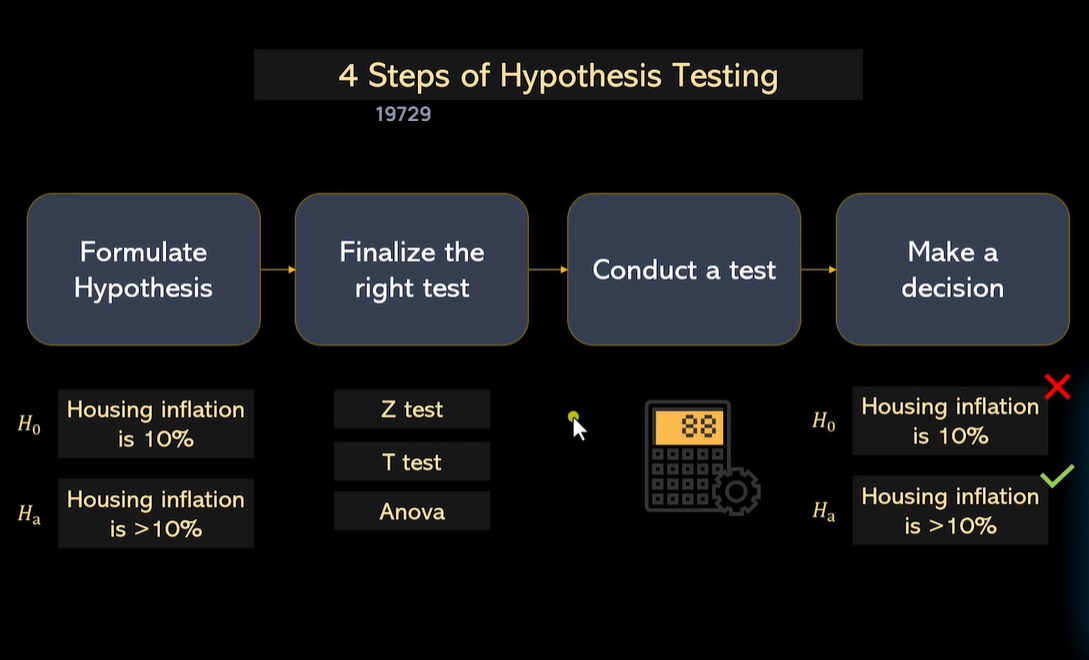 4 Steps of Hypothesis Testing
19729
Formulate
Hypothesis
Finalize the
right test
Conduct a test
Make a
decision
H₀
Housing inflation
is 10%
Hₐ
Housing inflation
is >10%
Z test
T test
Anova
88
H₀
Housing inflation
is 10%
Hₐ
Housing inflation
is >10%